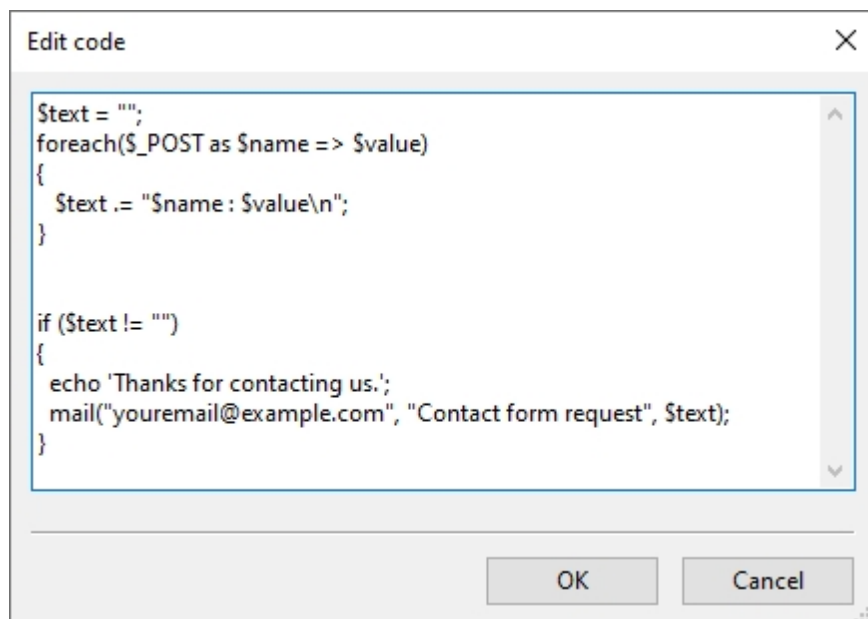 Edit code
$text = "";
foreach($_POST as $name => $value)
{
   $text .= "$name : $value\n";
}
if ($text != "")
{
  echo 'Thanks for contacting us.';
  mail("youremail@example.com", "Contact form request", $text);
}
OK
Cancel